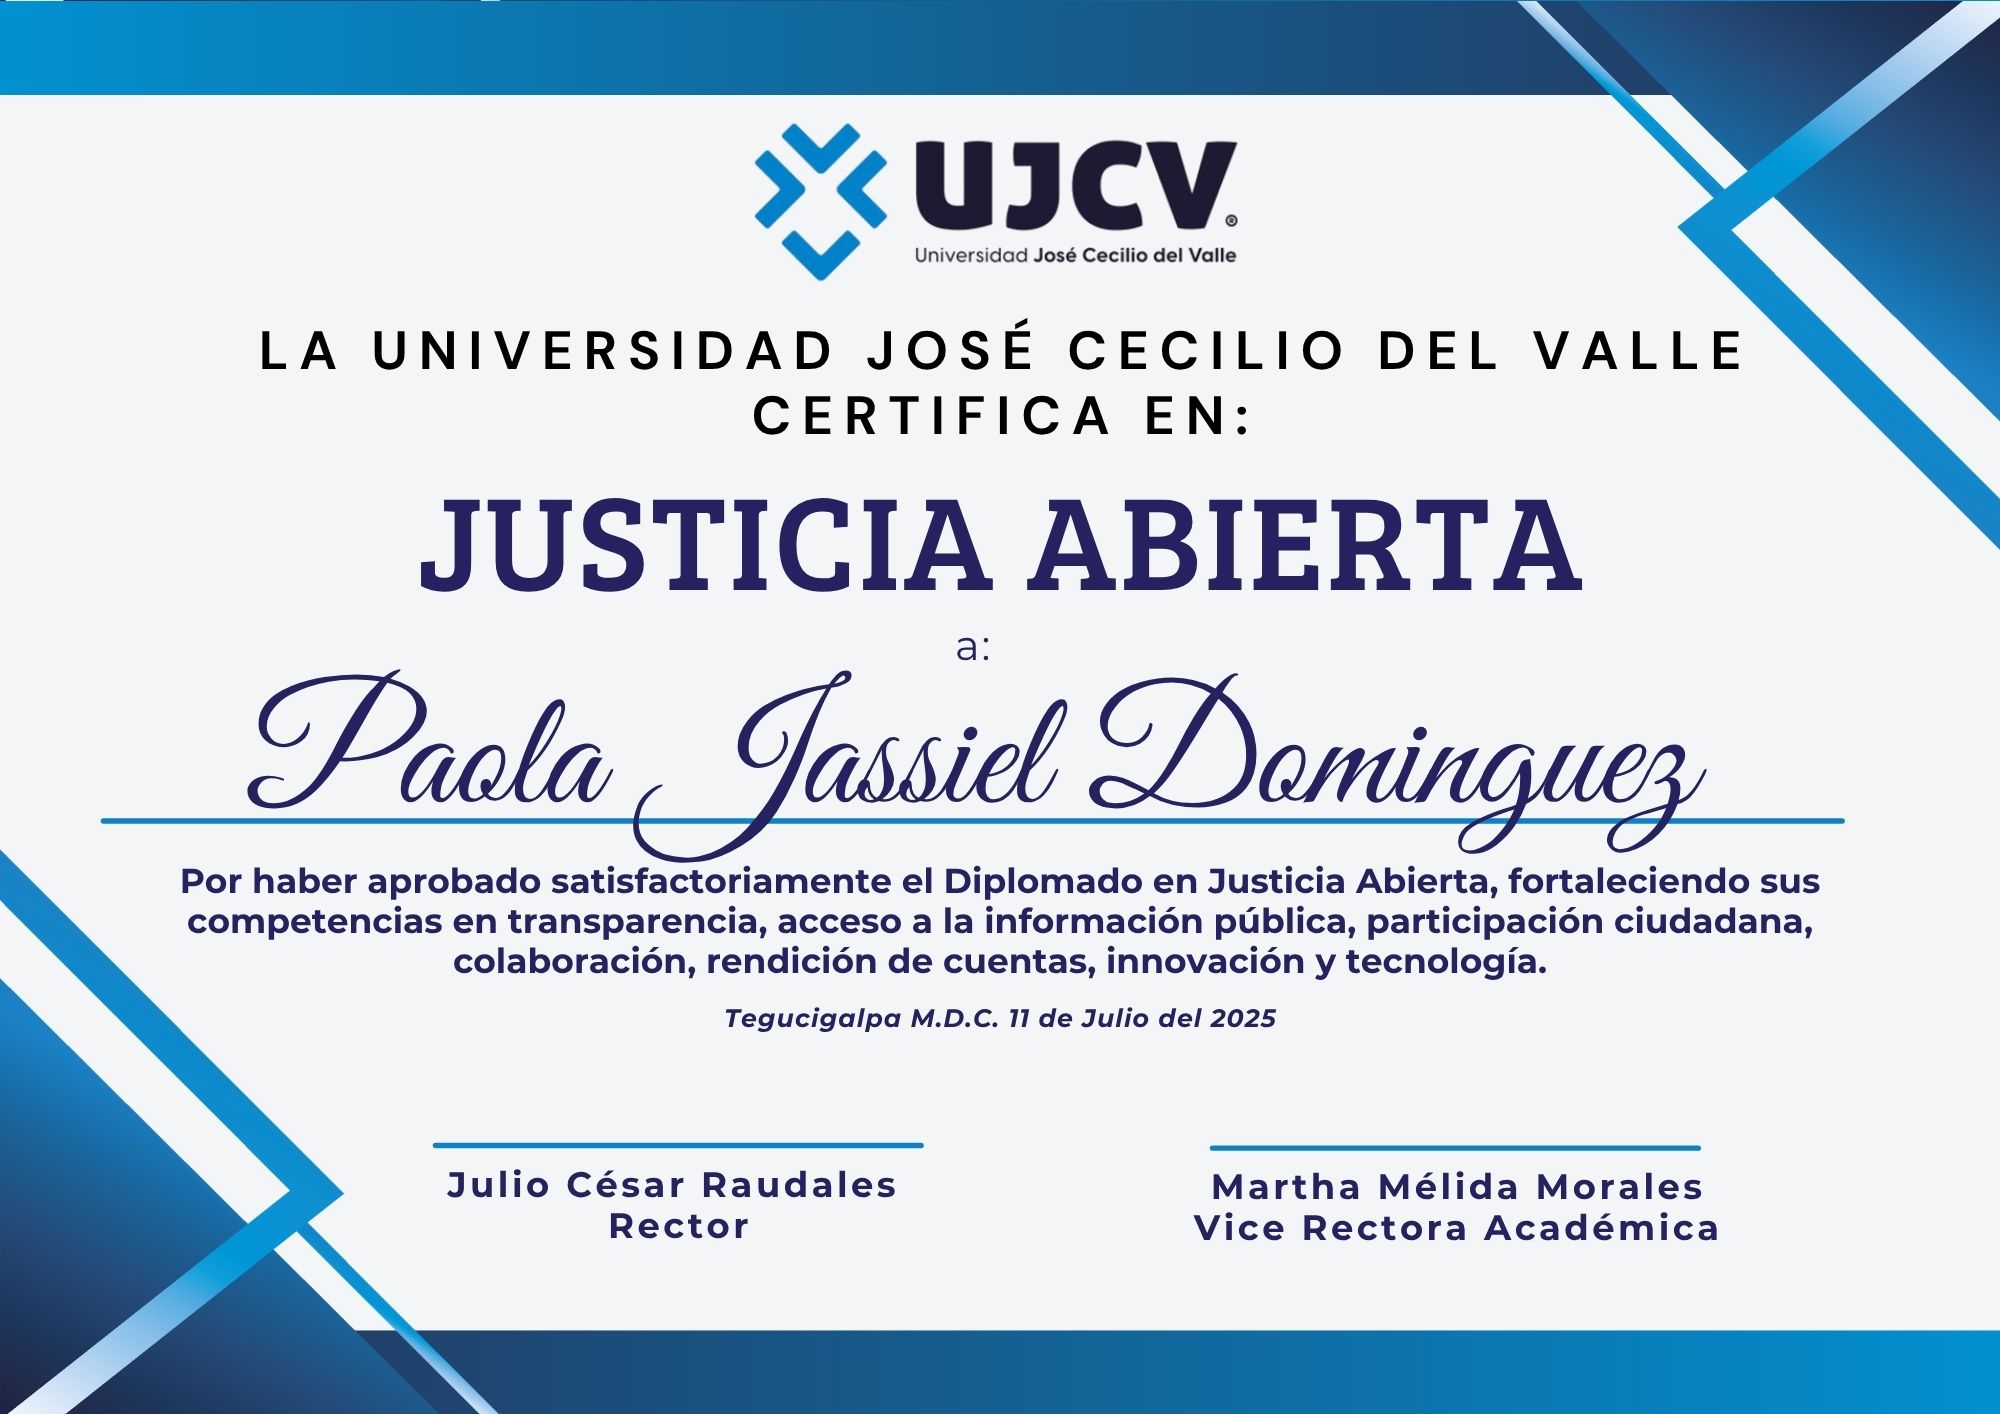 UJCV®
Universidad José Cecilio del Valle
LA UNIVERSIDAD JOSÉ CECILIO DEL VALLE
CERTIFICA EN:
JUSTICIA ABIERTA
a:
Paola Jassiel Dominguez
Por haber aprobado satisfactoriamente el Diplomado en Justicia Abierta, fortaleciendo sus
competencias en transparencia, acceso a la información pública, participación ciudadana,
colaboración, rendición de cuentas, innovación y tecnología.
Tegucigalpa M.D.C. 11 de Julio del 2025
Julio César Raudales
Rector
Martha Mélida Morales
Vice Rectora Académica